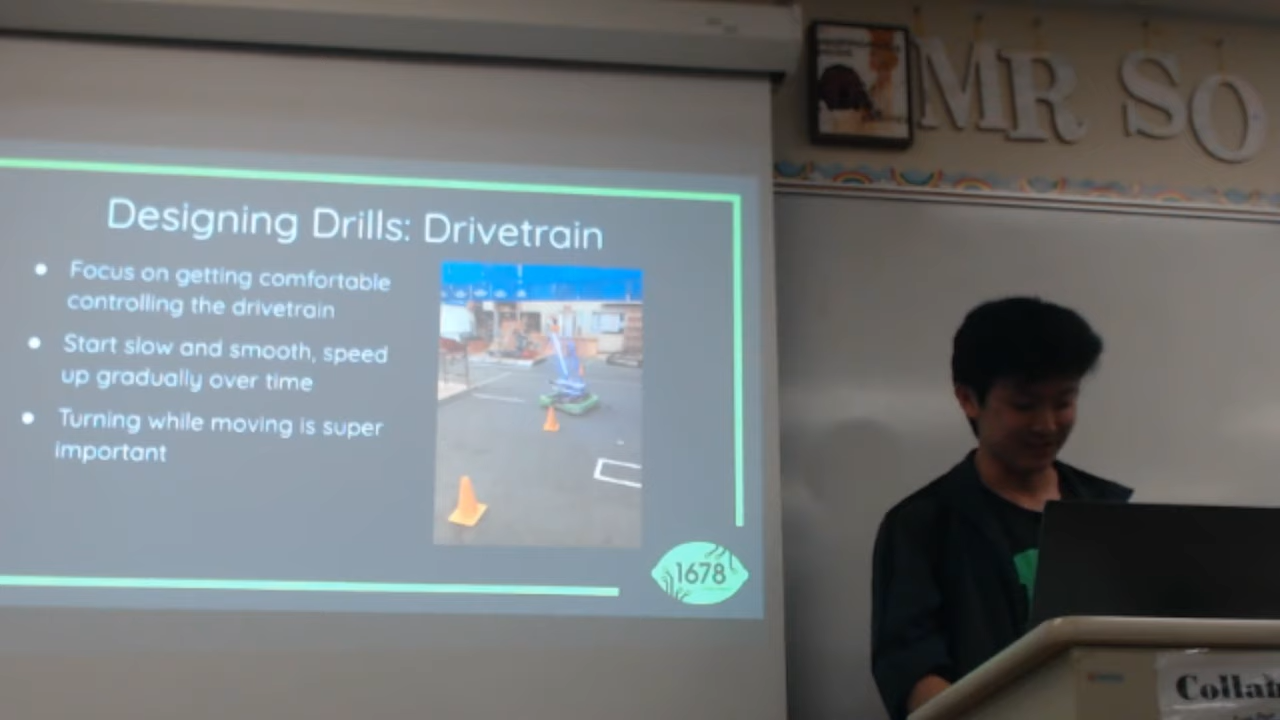 MR SO
Designing Drills: Drivetrain
Focus on getting comfortable
controlling the drivetrain
Start slow and smooth, speed
up gradually over time
Turning while moving is super
important
1678